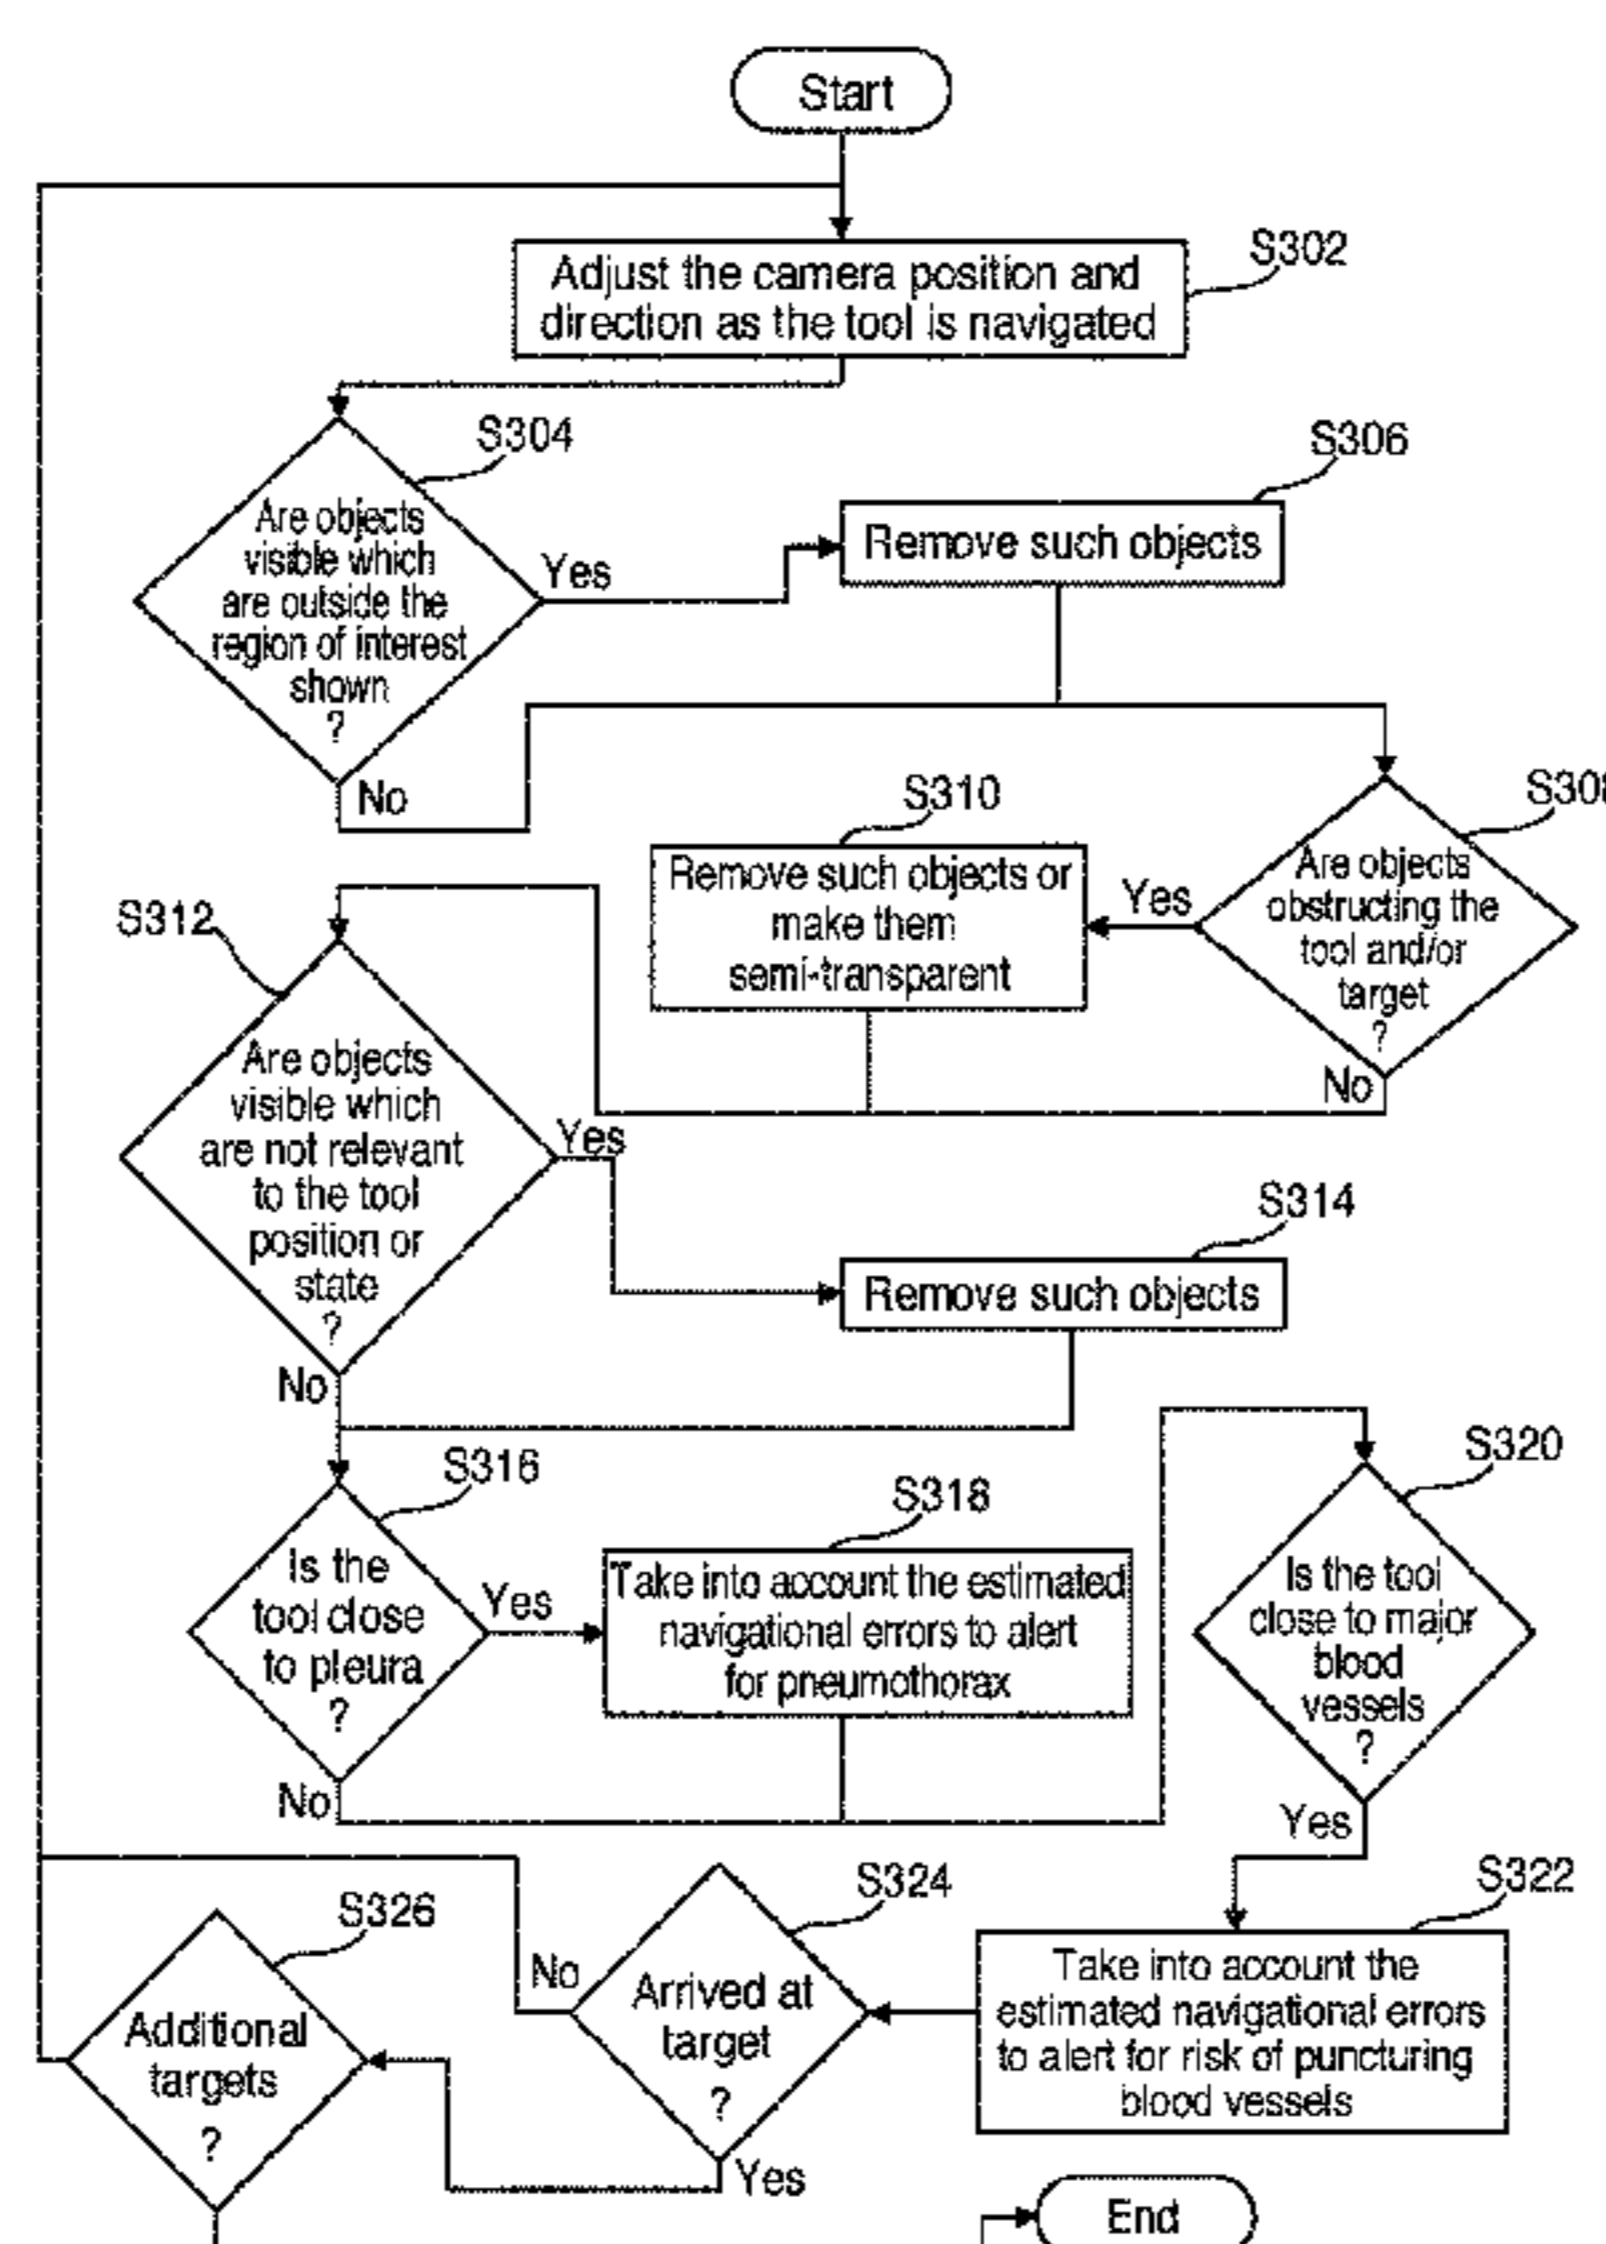 Start
S302
Adjust the camera position and
direction as the tool is navigated
S304
Are objects
visible which
are outside the
region of interest
shown
?
Yes
No
S306
Remove such objects
S308
Are objects
obstructing the
tool and/or
target
?
Yes
No
S310
Remove such objects or
make them
semi-transparent
S312
Are objects
visible which
are not relevant
to the tool
position or
state
?
Yes
No
S314
Remove such objects
S316
Is the
tool close
to pleura
?
Yes
No
S318
Take into account the estimated
navigational errors to alert
for pneumothorax
S320
Is the tool
close to major
blood
vessels
?
Yes
S322
Take into account the
estimated navigational errors
to alert for risk of puncturing
blood vessels
S324
Arrived at
target
?
No
Yes
S326
Additional
targets
?
End